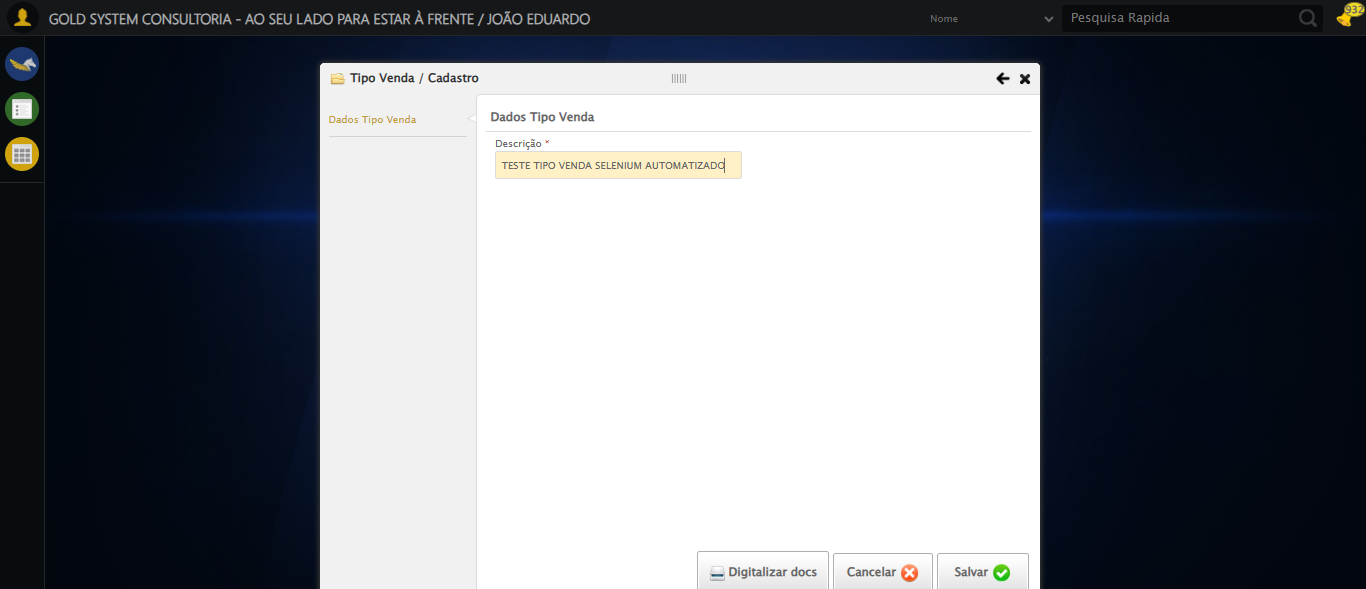 GOLD SYSTEM CONSULTORIA - AO SEU LADO PARA ESTAR À FRENTE / JOÃO EDUARDO
Nome
Pesquisa Rapida
932
Tipo Venda / Cadastro
Dados Tipo Venda
Dados Tipo Venda
Descrição *
TESTE TIPO VENDA SELENIUM AUTOMATIZADO
Digitalizar docs
Cancelar
Salvar